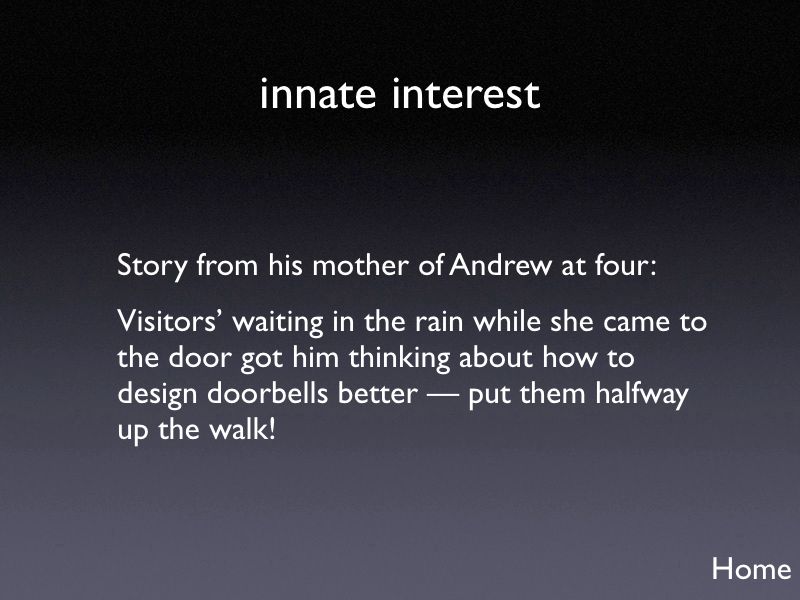 innate interest
Story from his mother of Andrew at four:
Visitors’ waiting in the rain while she came to
the door got him thinking about how to
design doorbells better — put them halfway
up the walk!
Home